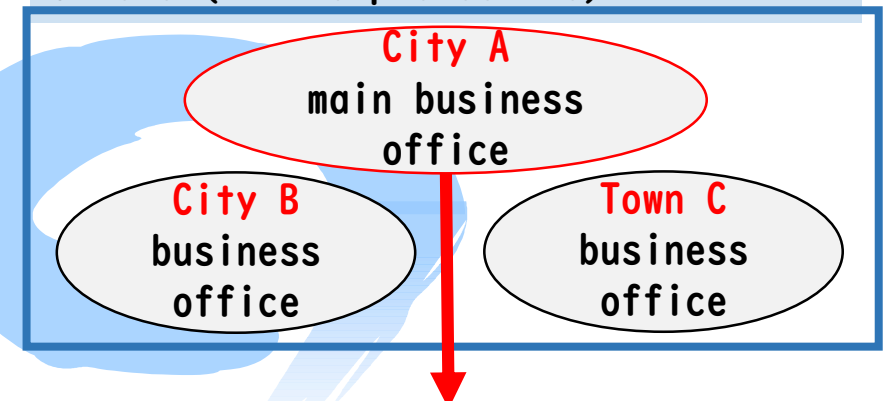 City A
main business
office
City B
business
office
Town C
business
office